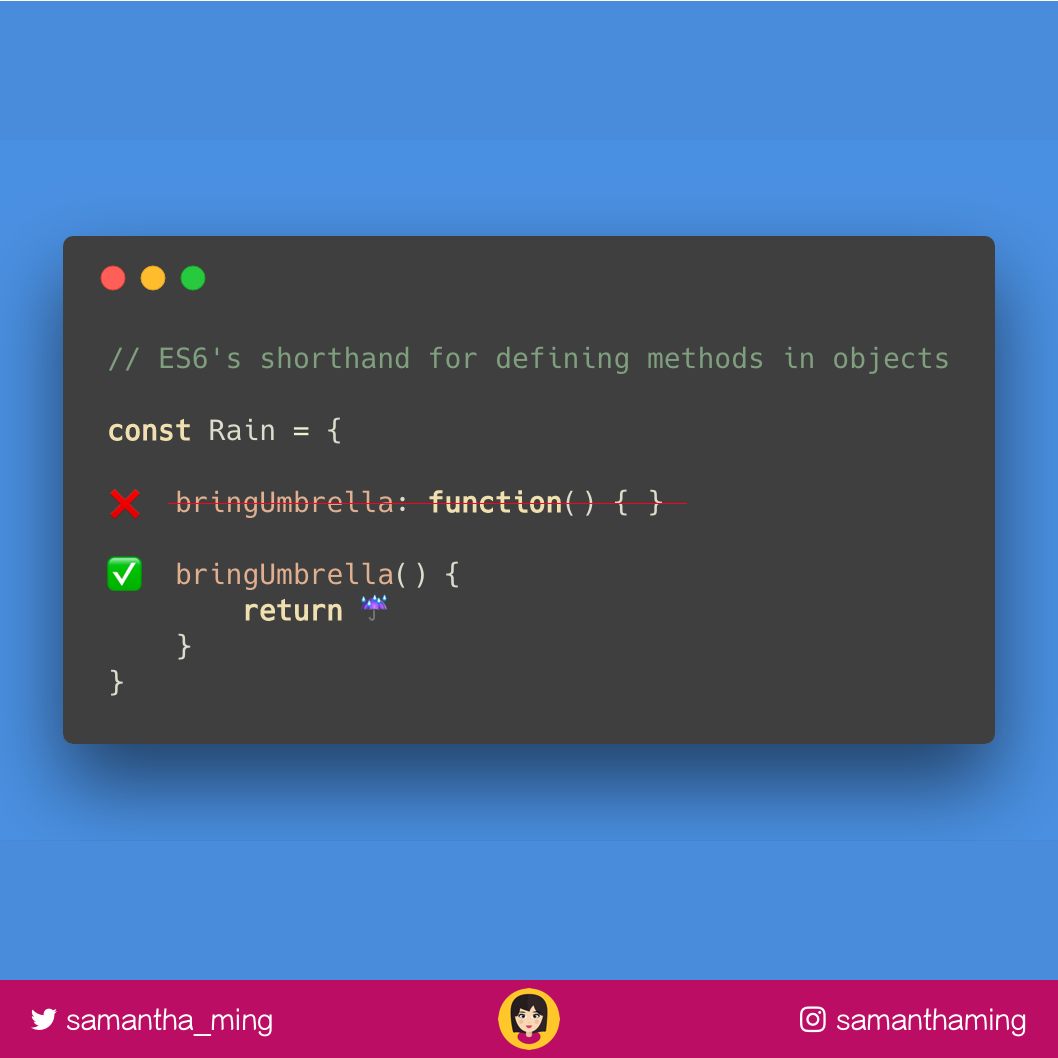 // ES6's shorthand for defining methods in objects
const Rain = {
❌ bringUmbrella: function() { }
✅ bringUmbrella() {
return ☔
}
}
samantha_ming
samanthaming